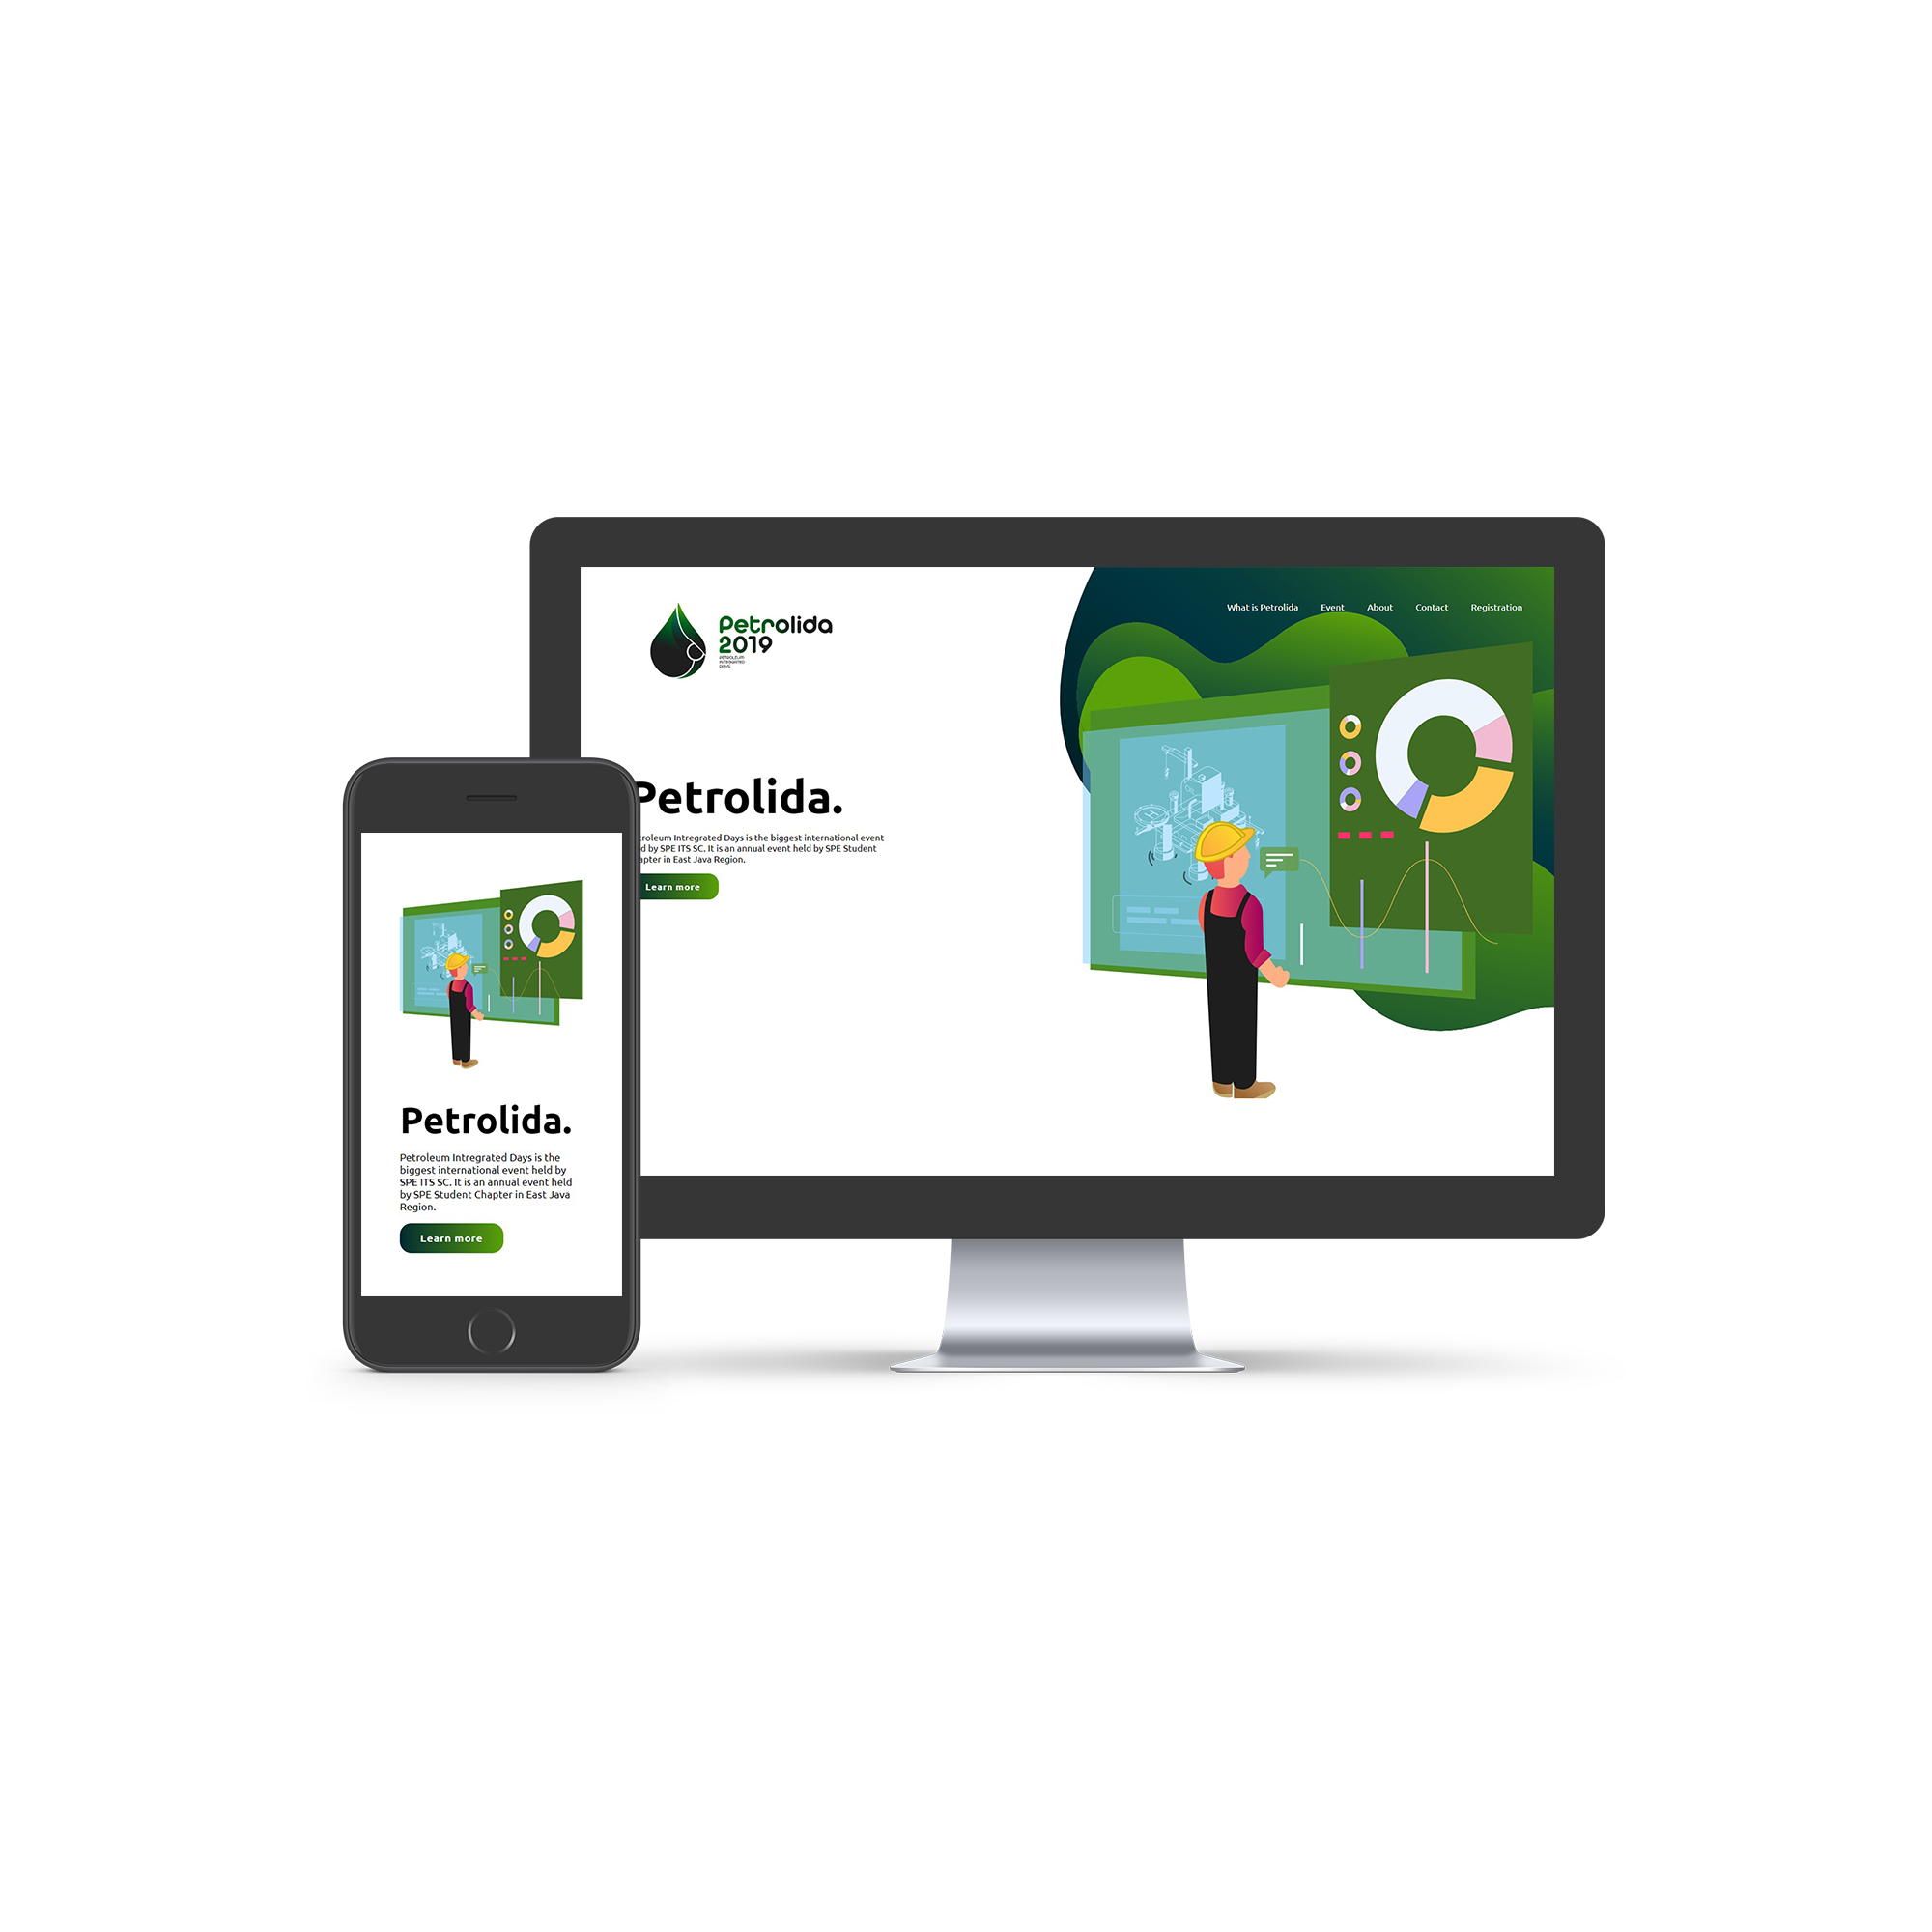 Petrolida
2019
PETROLEUM
INTEGRATED
DAYS
What is Petrolida Event About Contact Registration
Petrolida.
troleum Intregrated Days is the biggest international event
d by SPE ITS SC. It is an annual event held by SPE Student
apter in East Java Region.
Learn more
Petrolida.
Petroleum Intregrated Days is the
biggest international event held by
SPE ITS SC. It is an annual event held
by SPE Student Chapter in East Java
Region.
Learn more